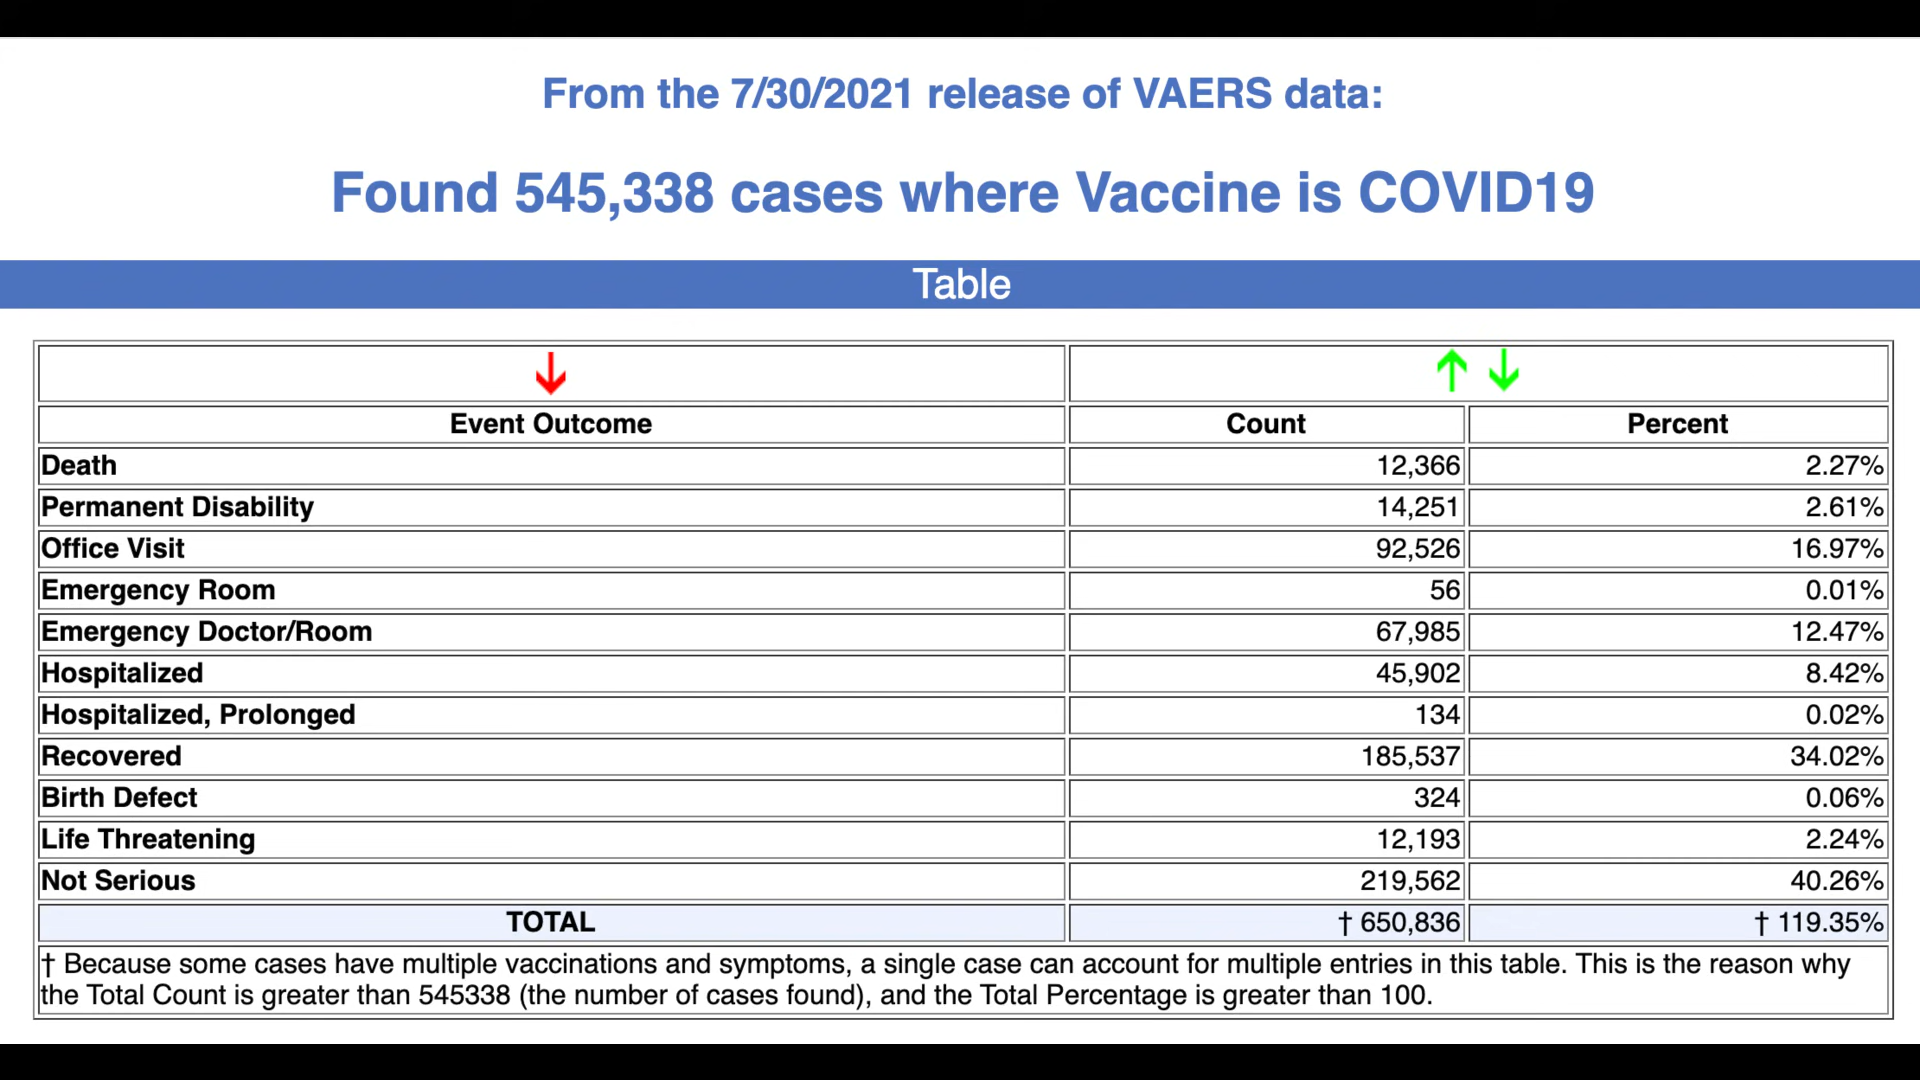 From the 7/30/2021 release of VAERS data:
Found 545,338 cases where Vaccine is COVID19
Table
Event Outcome Count Percent
Death 12,366 2.27%
Permanent Disability 14,251 2.61%
Office Visit 92,526 16.97%
Emergency Room 56 0.01%
Emergency Doctor/Room 67,985 12.47%
Hospitalized 45,902 8.42%
Hospitalized, Prolonged 134 0.02%
Recovered 185,537 34.02%
Birth Defect 324 0.06%
Life Threatening 12,193 2.24%
Not Serious 219,562 40.26%
TOTAL † 650,836 † 119.35%
† Because some cases have multiple vaccinations and symptoms, a single case can account for multiple entries in this table. This is the reason why
the Total Count is greater than 545338 (the number of cases found), and the Total Percentage is greater than 100.